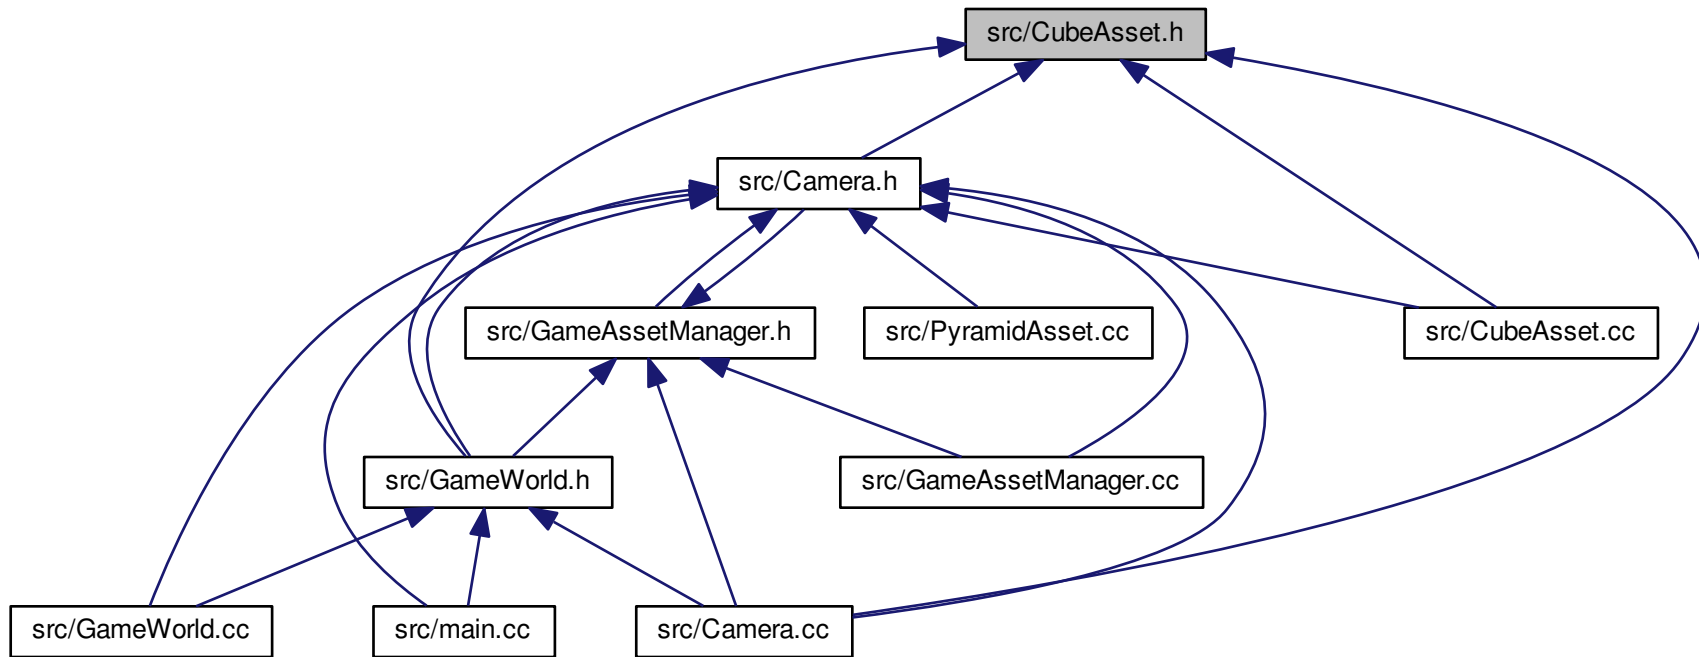 src/CubeAsset.h
src/Camera.h
src/GameAssetManager.h
src/PyramidAsset.cc
src/CubeAsset.cc
src/GameWorld.h
src/GameAssetManager.cc
src/GameWorld.cc
src/main.cc
src/Camera.cc